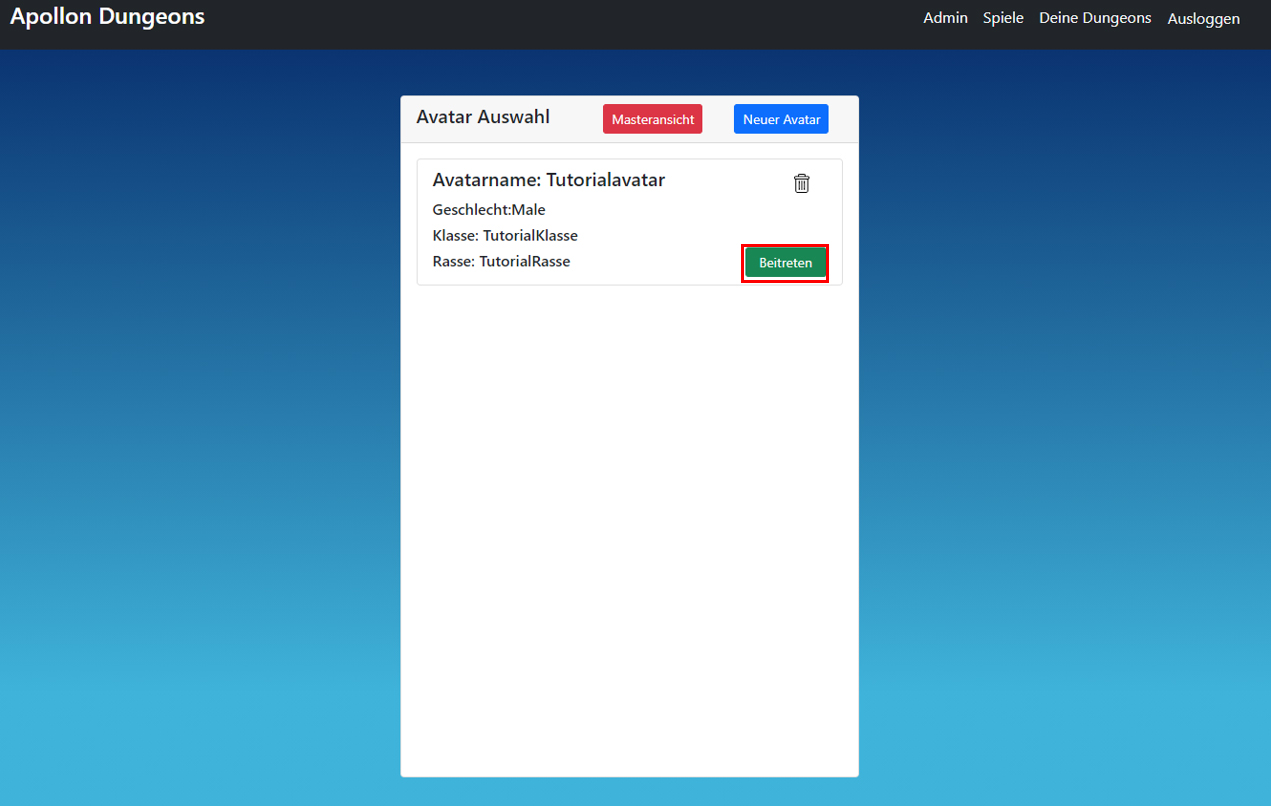 Apollon Dungeons
Admin Spiele Deine Dungeons Ausloggen
Avatar Auswahl Masteransicht Neuer Avatar
Avatarname: Tutorialavatar
Geschlecht:Male
Klasse: TutorialKlasse
Rasse: TutorialRasse
Beitreten